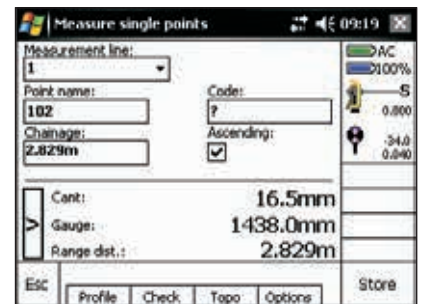 Measure single points 09:19
Measurement line: AC
1 100%
Point name: Code: S
102 ? 0.800
Chainage: Ascending: -34.0
2.829m 0.040
Cant: 16.5mm
> Gauge: 1438.0mm
Range dist.: 2.829m
Esc Profile Check Topo Options Store